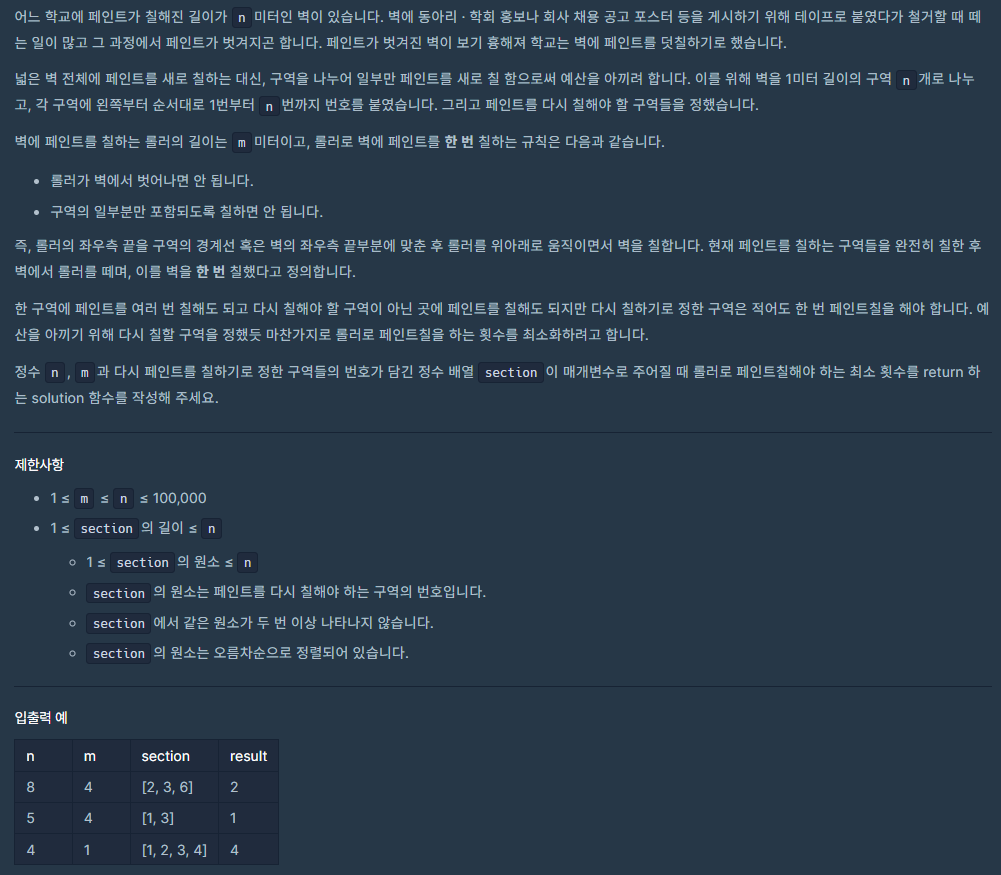 어느 학교에 페인트가 칠해진 길이가 n 미터인 벽이 있습니다. 벽에 동아리 · 학회 홍보나 회사 채용 공고 포스터 등을 게시하기 위해 테이프로 붙였다가 철거할 때 떼
는 일이 많고 그 과정에서 페인트가 벗겨지곤 합니다. 페인트가 벗겨진 벽이 보기 흉해져 학교는 벽에 페인트를 덧칠하기로 했습니다.
넓은 벽 전체에 페인트를 새로 칠하는 대신, 구역을 나누어 일부만 페인트를 새로 칠 함으로써 예산을 아끼려 합니다. 이를 위해 벽을 1미터 길이의 구역 n 개로 나누
고, 각 구역에 왼쪽부터 순서대로 1번부터 n 번까지 번호를 붙였습니다. 그리고 페인트를 다시 칠해야 할 구역들을 정했습니다.
벽에 페인트를 칠하는 롤러의 길이는 m 미터이고, 롤러로 벽에 페인트를 한 번 칠하는 규칙은 다음과 같습니다.
• 롤러가 벽에서 벗어나면 안 됩니다.
• 구역의 일부분만 포함되도록 칠하면 안 됩니다.
즉, 롤러의 좌우측 끝을 구역의 경계선 혹은 벽의 좌우측 끝부분에 맞춘 후 롤러를 위아래로 움직이면서 벽을 칠합니다. 현재 페인트를 칠하는 구역들을 완전히 칠한 후
벽에서 롤러를 떼며, 이를 벽을 한 번 칠했다고 정의합니다.
한 구역에 페인트를 여러 번 칠해도 되고 다시 칠해야 할 구역이 아닌 곳에 페인트를 칠해도 되지만 다시 칠하기로 정한 구역은 적어도 한 번 페인트칠을 해야 합니다. 예
산을 아끼기 위해 다시 칠할 구역을 정했듯 마찬가지로 롤러로 페인트칠을 하는 횟수를 최소화하려고 합니다.
정수 n, m 과 다시 페인트를 칠하기로 정한 구역들의 번호가 담긴 정수 배열 section 이 매개변수로 주어질 때 롤러로 페인트칠해야 하는 최소 횟수를 return 하
는 solution 함수를 작성해 주세요.
제한사항
• 1 ≤ m ≤ n ≤ 100,000
• 1 ≤ section 의 길이 ≤ n
◦ 1 ≤ section 의 원소 ≤ n
◦ section 의 원소는 페인트를 다시 칠해야 하는 구역의 번호입니다.
◦ section 에서 같은 원소가 두 번 이상 나타나지 않습니다.
◦ section 의 원소는 오름차순으로 정렬되어 있습니다.
입출력 예
n m section result
8 4 [2, 3, 6] 2
5 4 [1, 3] 1
4 1 [1, 2, 3, 4] 4